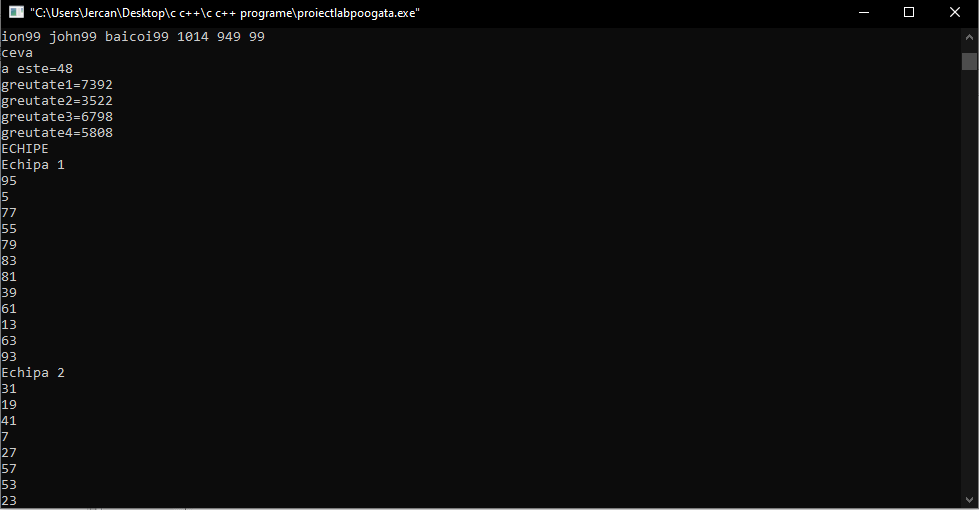 "C:\Users\Jercan\Desktop\c c++\c c++ programe\proiectlabpoogata.exe"
ion99 john99 baicoi99 1014 949 99
ceva
a este=48
greutate1=7392
greutate2=3522
greutate3=6798
greutate4=5808
ECHIPE
Echipa 1
95
5
77
55
79
83
81
39
61
13
63
93
Echipa 2
31
19
41
7
27
57
53
23